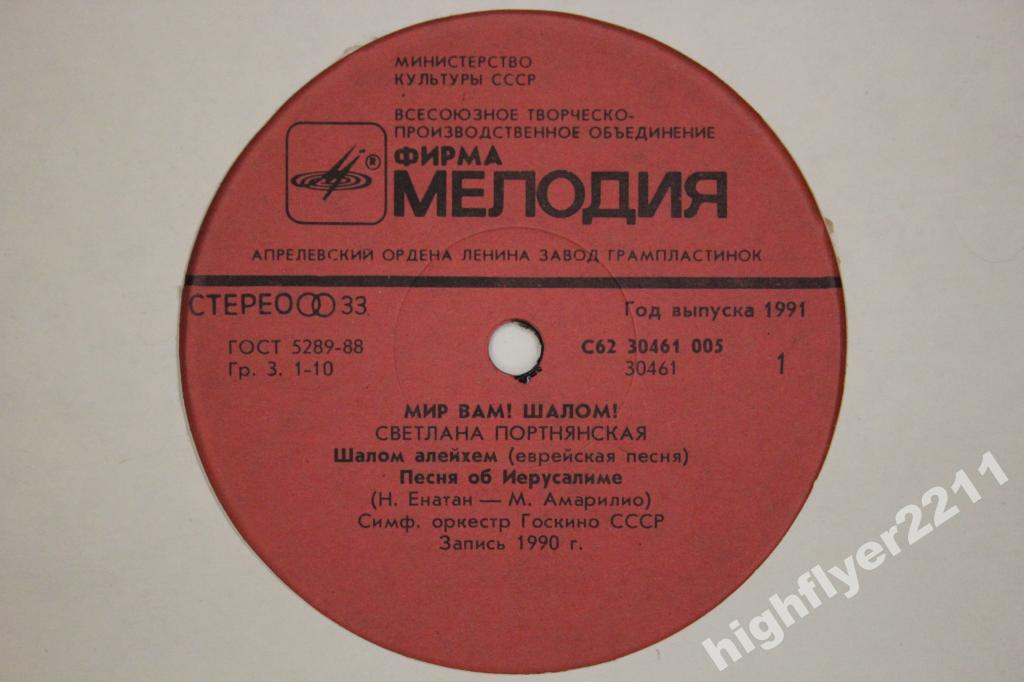 МИНИСТЕРСТВО
КУЛЬТУРЫ СССР
ВСЕСОЮЗНОЕ ТВОРЧЕСКО-
ПРОИЗВОДСТВЕННОЕ ОБЪЕДИНЕНИЕ
®
ФИРМА
МЕЛОДИЯ
АПРЕЛЕВСКИЙ ОРДЕНА ЛЕНИНА ЗАВОД ГРАМПЛАСТИНОК
СТЕРЕО 33
Год выпуска 1991
ГОСТ 5289-88
Гр. 3. 1-10
С62 30461 005
30461
1
МИР ВАМ! ШАЛОМ!
СВЕТЛАНА ПОРТНЯНСКАЯ
Шалом алейхем (еврейская песня)
Песня об Иерусалиме
(Н. Енатан — М. Амарилио)
Симф. оркестр Госкино СССР
Запись 1990 г.
highflyer2211